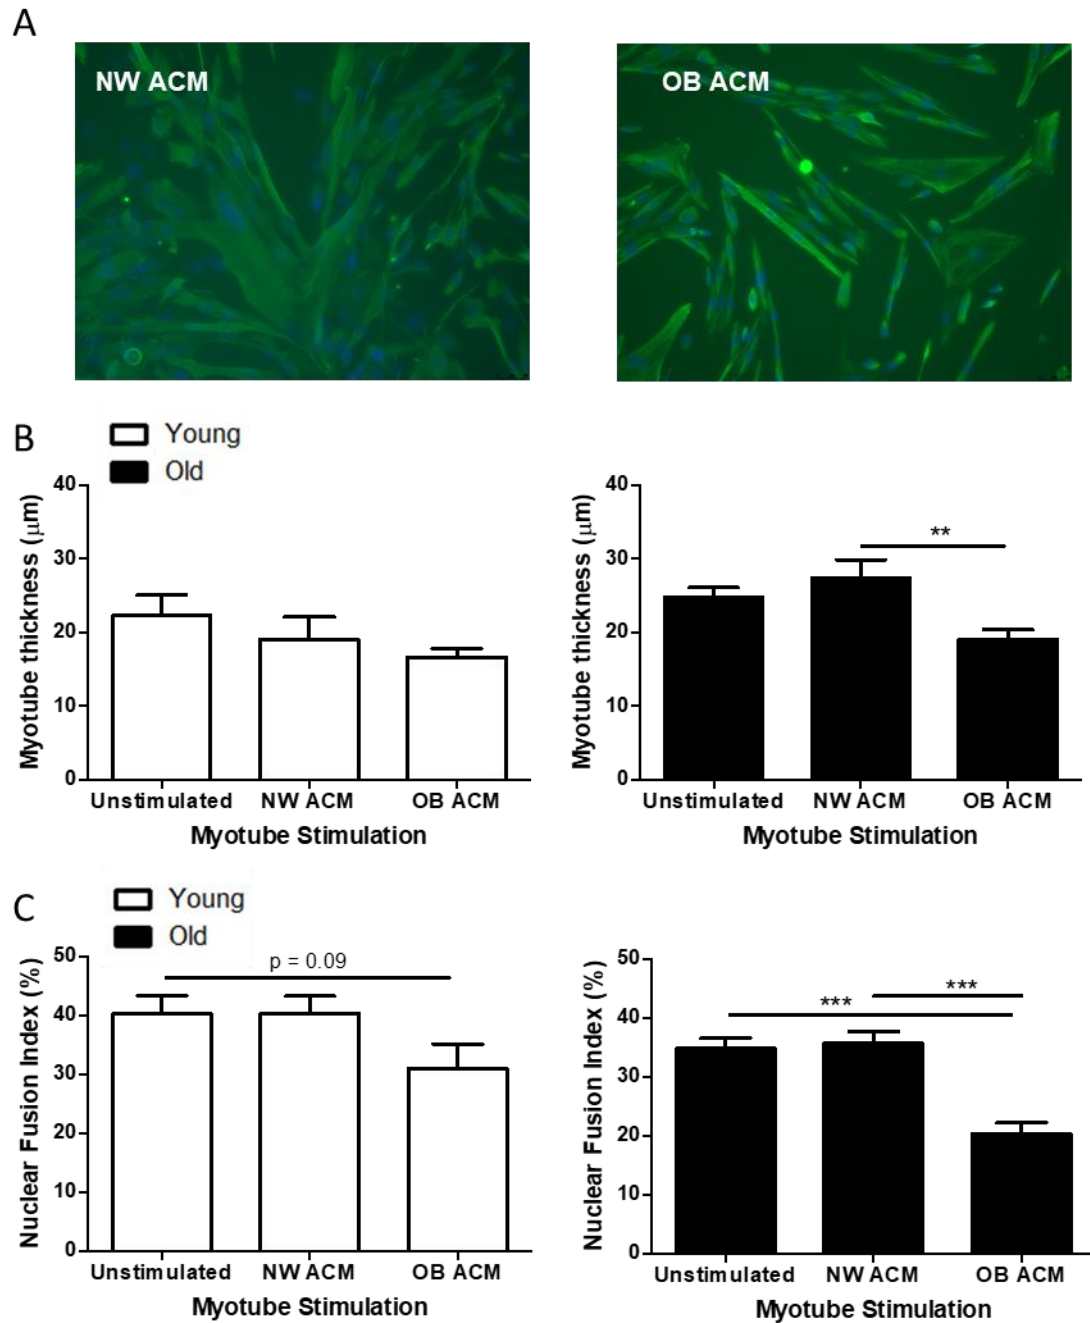 A
NW ACM
OB ACM
B
Young
Old
Myotube thickness (μm)
40
30
20
10
0
Unstimulated
NW ACM
OB ACM
Myotube Stimulation
Myotube thickness (μm)
40
30
20
10
0
**
Unstimulated
NW ACM
OB ACM
Myotube Stimulation
C
Young
Old
Nuclear Fusion Index (%)
50
40
30
20
10
0
p = 0.09
Unstimulated
NW ACM
OB ACM
Myotube Stimulation
Nuclear Fusion Index (%)
50
40
30
20
10
0
***
***
Unstimulated
NW ACM
OB ACM
Myotube Stimulation